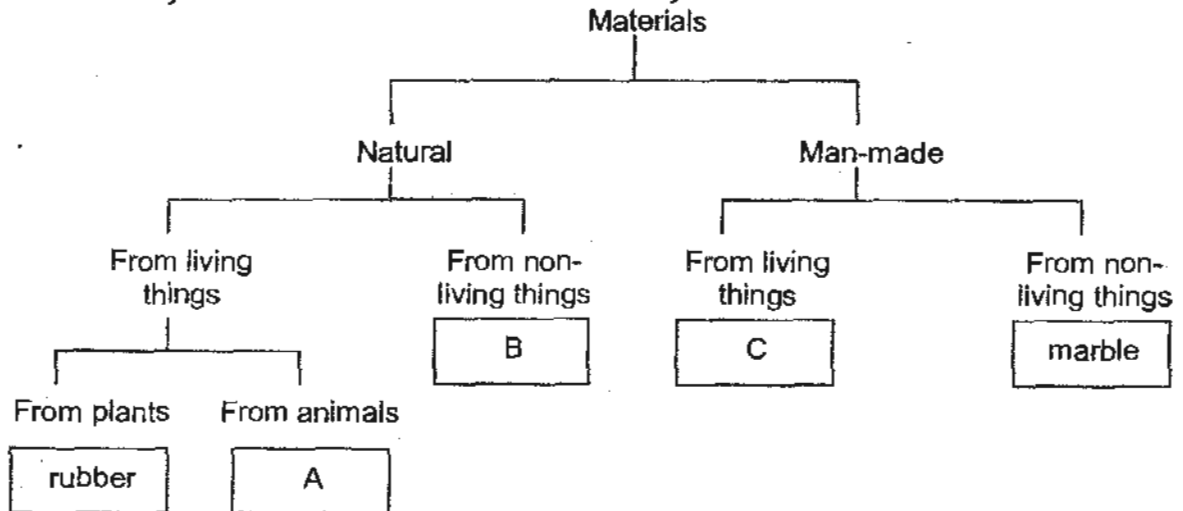 Materials
Natural
Man-made
From living
things
From non-
living things
From living
things
From non-
living things
B
C
marble
From plants
From animals
rubber
A